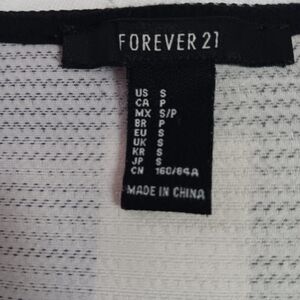 FOREVER 21
US S
CA P
MX S/P
BR P
EU S
UK S
KR S
JP S
CN 160/84A
MADE IN CHINA